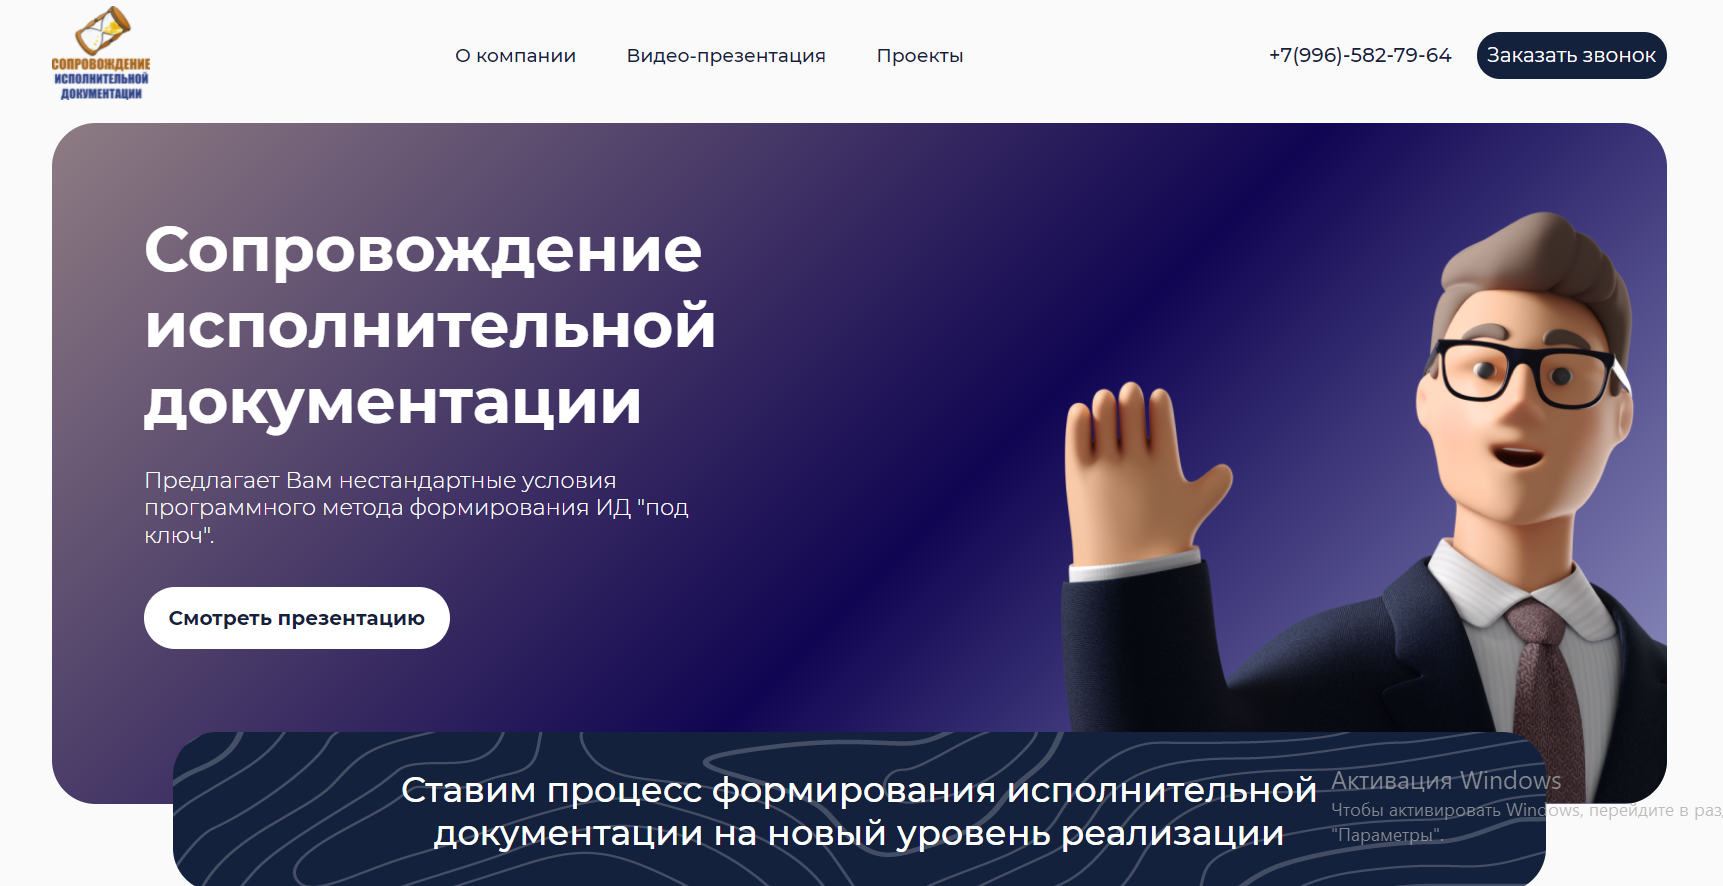 СОПРОВОЖДЕНИЕ
ИСПОЛНИТЕЛЬНОЙ
ДОКУМЕНТАЦИИ
О компании
Видео-презентация
Проекты
+7(996)-582-79-64
Заказать звонок
Сопровождение
исполнительной
документации
Предлагает Вам нестандартные условия
программного метода формирования ИД "под
ключ".
Смотреть презентацию
Ставим процесс формирования исполнительной
документации на новый уровень реализации
Активация Windows
Чтобы активировать Windows, перейдите в раз
"Параметры".